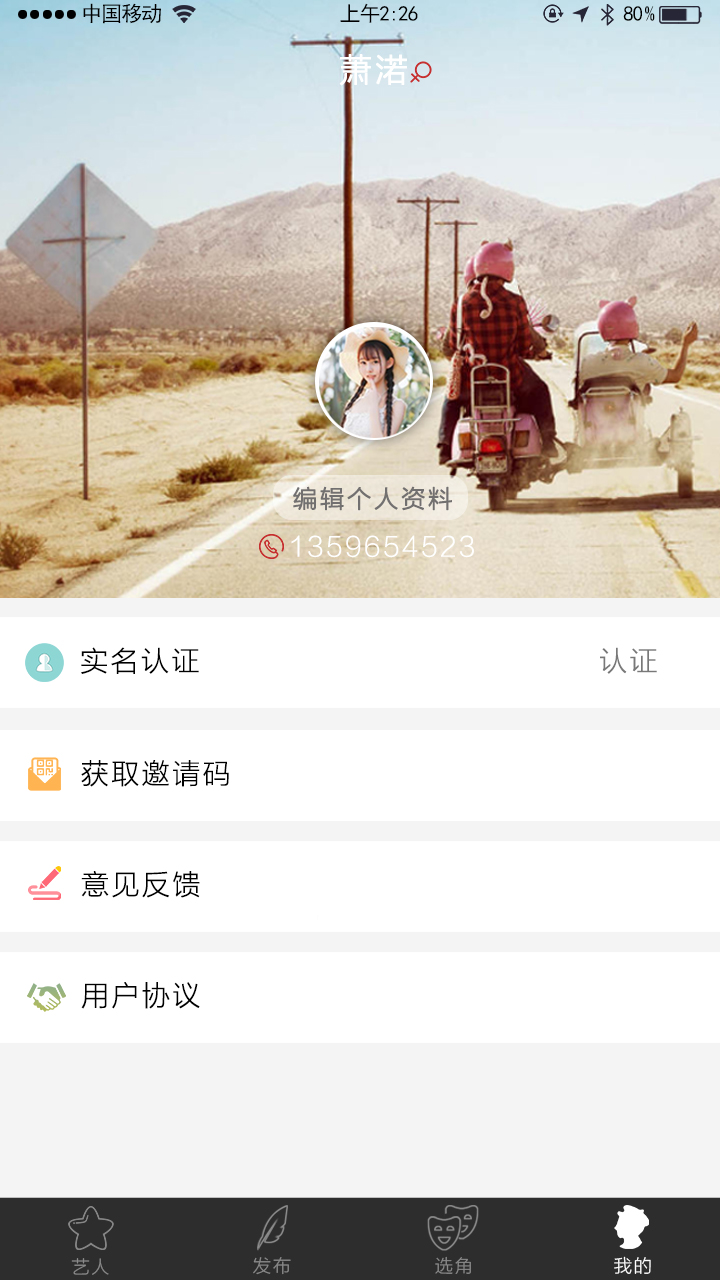 中国移动 上午2:26 80%
萧渃
编辑个人资料
1359654523
实名认证 认证
获取邀请码
意见反馈
用户协议
艺人 发布 选角 我的